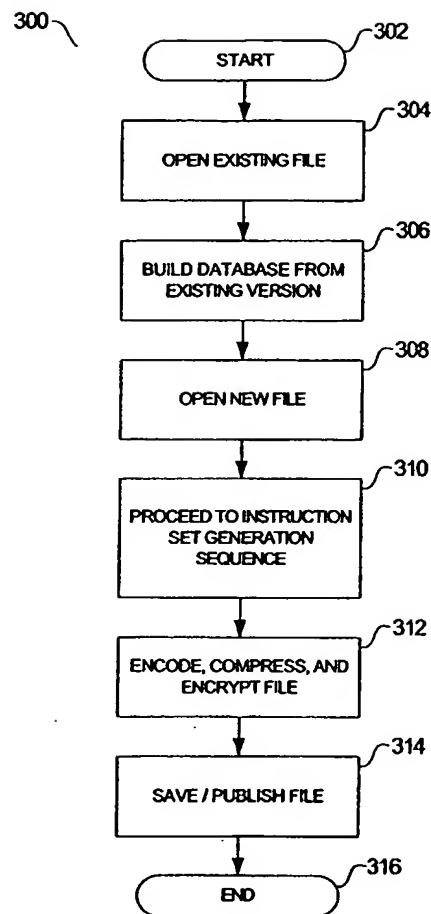 300
302
START
304
OPEN EXISTING FILE
306
BUILD DATABASE FROM
EXISTING VERSION
308
OPEN NEW FILE
310
PROCEED TO INSTRUCTION
SET GENERATION
SEQUENCE
312
ENCODE, COMPRESS, AND
ENCRYPT FILE
314
SAVE / PUBLISH FILE
316
END